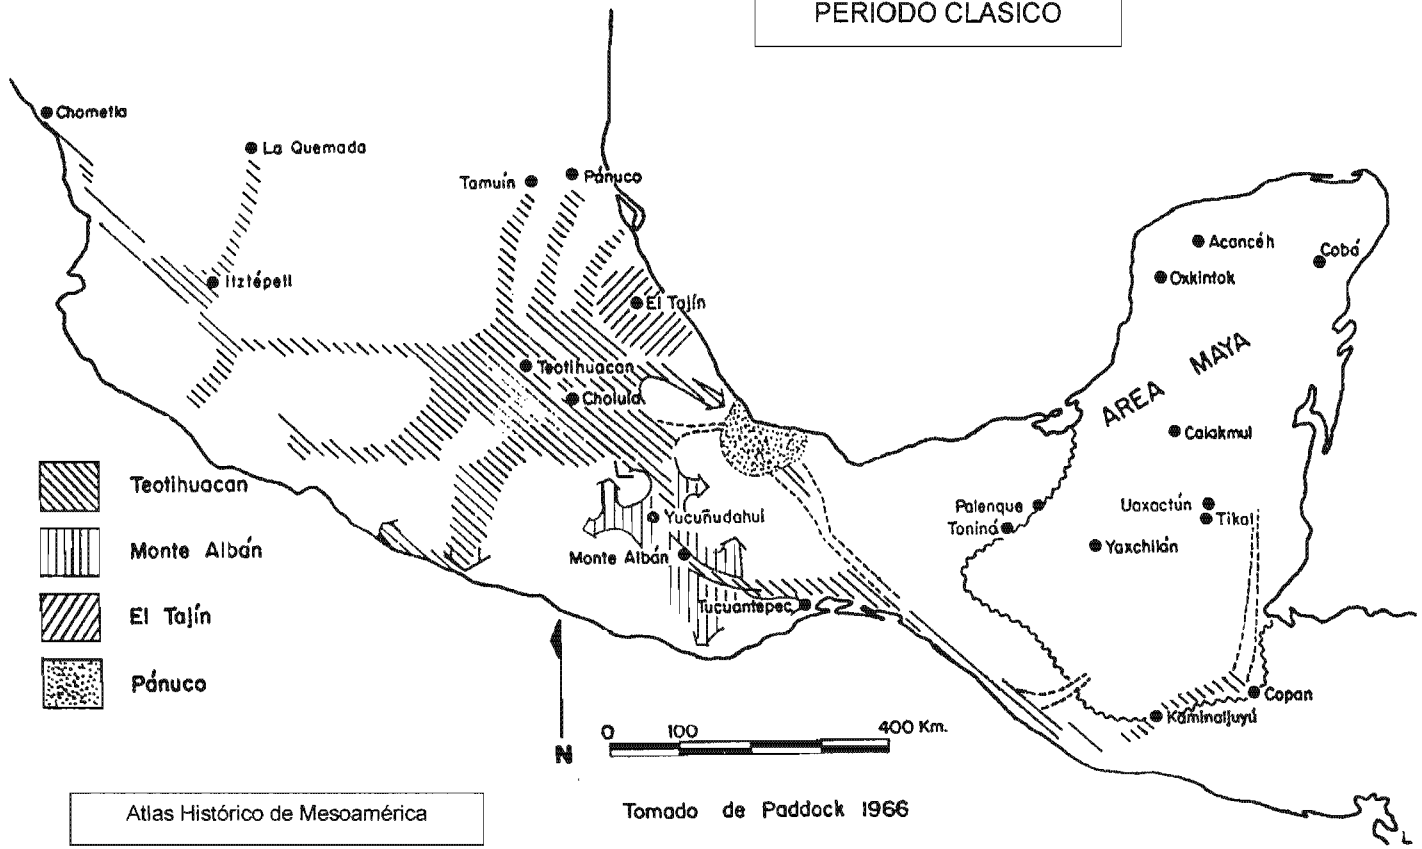 PERIODO CLASICO
Chametla
La Quemada
Tamuín
Pánuco
Acancéh
Cobá
Oxkintok
Itztépetl
El Tajín
AREA MAYA
Teotihuacan
Cholula
Calakmul
Teotihuacan
Palenque
Uaxactún
Toniná
Tikal
Yucuñudahui
Yaxchilán
Monte Albán
Monte Albán
Tucuantepec
El Tajín
Pánuco
Copan
Kaminaljuyú
0 100 400 Km.
N
Atlas Histórico de Mesoamérica
Tomado de Paddock 1966
L